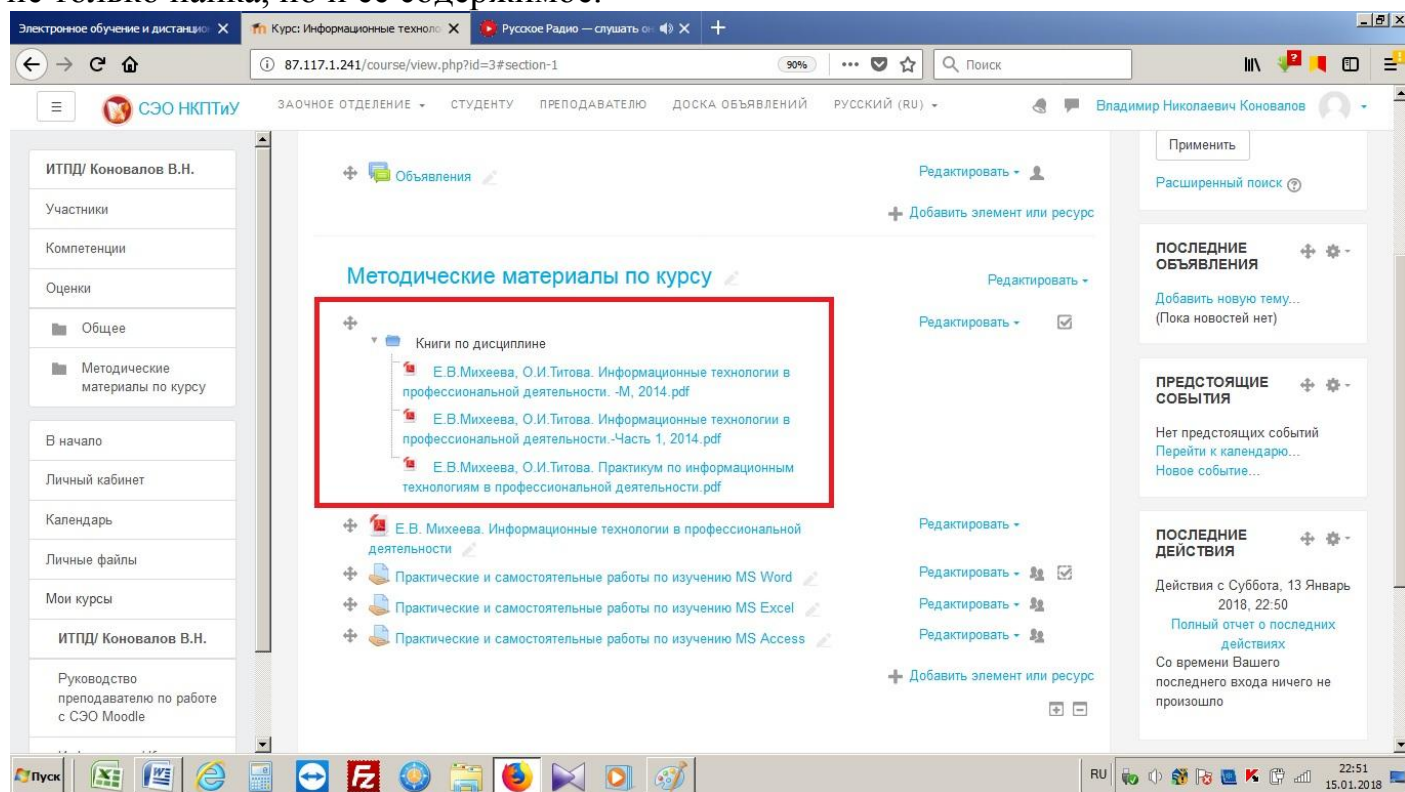 не только папка, но и ее содержимое.
Электронное обучение и дистанцио
Курс: Информационные техноло
Русское Радио — слушать он
87.117.1.241/course/view.php?id=3#section-1
90%
Поиск
СЭО НКПТиУ
ЗАОЧНОЕ ОТДЕЛЕНИЕ
СТУДЕНТУ
ПРЕПОДАВАТЕЛЮ
ДОСКА ОБЪЯВЛЕНИЙ
РУССКИЙ (RU)
Владимир Николаевич Коновалов
ИТПД/ Коновалов В.Н.
Участники
Компетенции
Оценки
Общее
Методические
материалы по курсу
В начало
Личный кабинет
Календарь
Личные файлы
Мои курсы
ИТПД/ Коновалов В.Н.
Руководство
преподавателю по работе
с СЭО Moodle
Объявления
Редактировать
Добавить элемент или ресурс
Методические материалы по курсу
Редактировать
Редактировать
Книги по дисциплине
Е.В.Михеева, О.И.Титова. Информационные технологии в
профессиональной деятельности. -М, 2014.pdf
Е.В.Михеева, О.И.Титова. Информационные технологии в
профессиональной деятельности.-Часть 1, 2014.pdf
Е.В.Михеева, О.И.Титова. Практикум по информационным
технологиям в профессиональной деятельности.pdf
Е.В. Михеева. Информационные технологии в профессиональной
деятельности
Редактировать
Практические и самостоятельные работы по изучению MS Word
Редактировать
Практические и самостоятельные работы по изучению MS Excel
Редактировать
Практические и самостоятельные работы по изучению MS Access
Редактировать
Добавить элемент или ресурс
Применить
Расширенный поиск
ПОСЛЕДНИЕ
ОБЪЯВЛЕНИЯ
Добавить новую тему...
(Пока новостей нет)
ПРЕДСТОЯЩИЕ
СОБЫТИЯ
Нет предстоящих событий
Перейти к календарю...
Новое событие...
ПОСЛЕДНИЕ
ДЕЙСТВИЯ
Действия с Суббота, 13 Январь
2018, 22:50
Полный отчет о последних
действиях
Со времени Вашего
последнего входа ничего не
произошло
Пуск
RU
22:51
15.01.2018